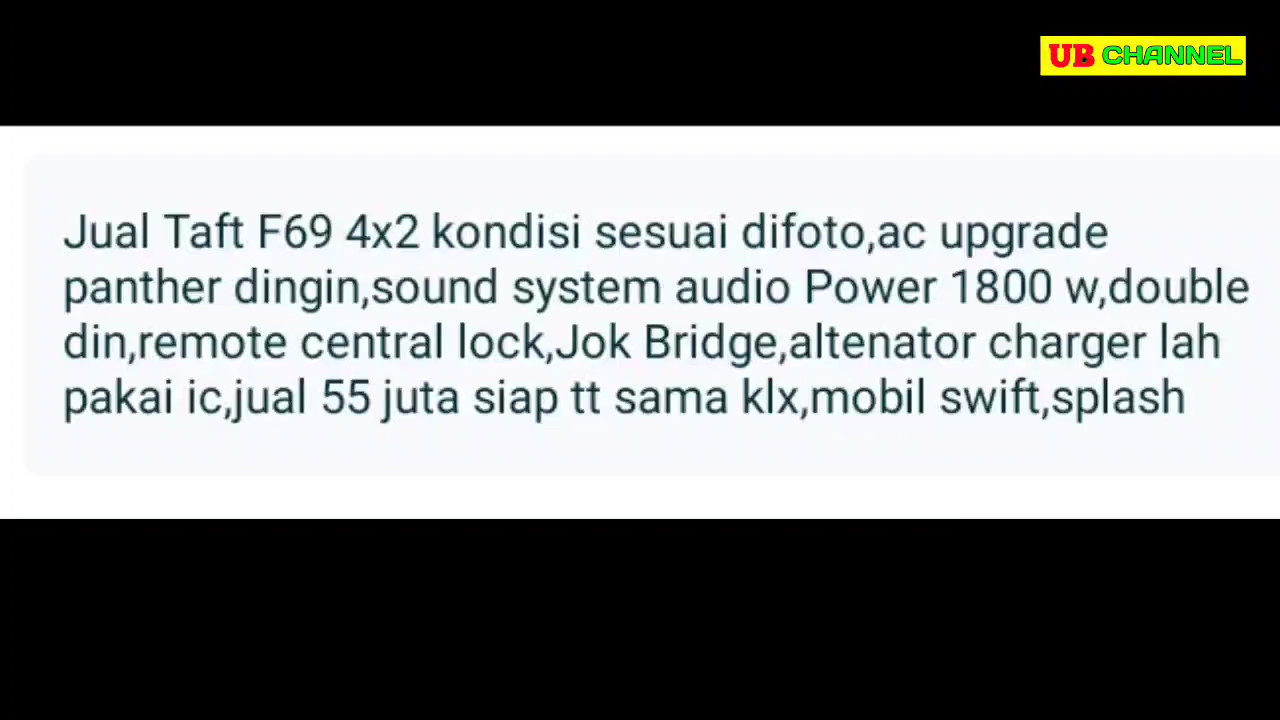 UB CHANNEL
Jual Taft F69 4x2 kondisi sesuai difoto,ac upgrade
panther dingin,sound system audio Power 1800 w,double
din,remote central lock,Jok Bridge,altenator charger lah
pakai ic,jual 55 juta siap tt sama klx,mobil swift,splash